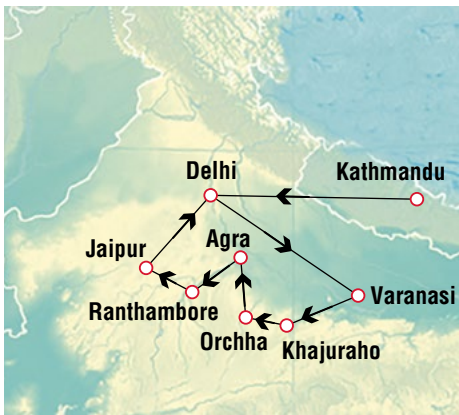 Delhi
Kathmandu
Agra
Jaipur
Ranthambore
Varanasi
Orchha
Khajuraho